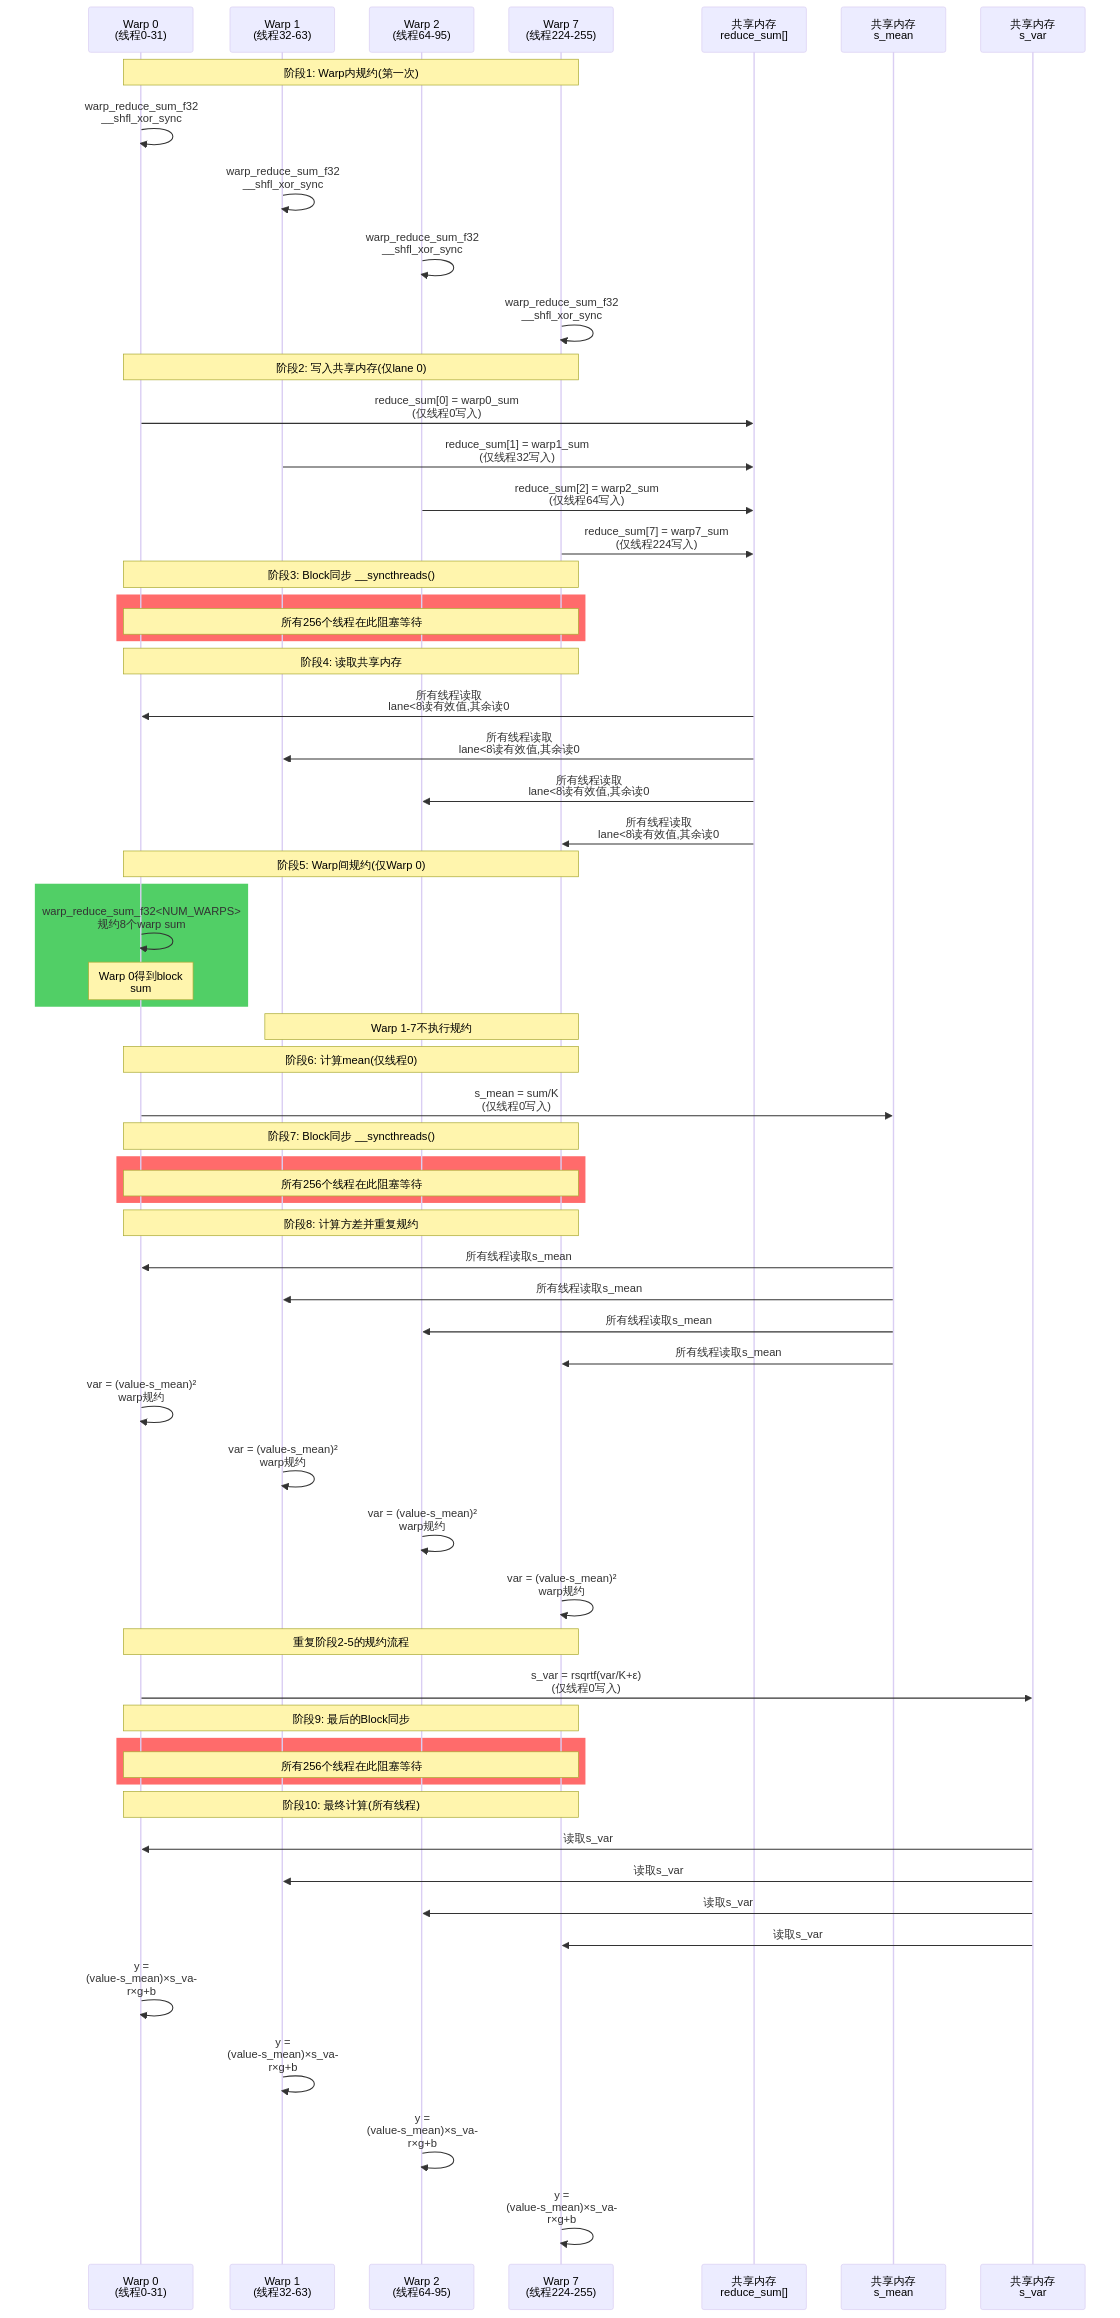 Warp 0
(线程0-31)
Warp 1
(线程32-63)
Warp 2
(线程64-95)
Warp 7
(线程224-255)
共享内存
reduce_sum[]
共享内存
s_mean
共享内存
s_var
阶段1: Warp内规约(第一次)
warp_reduce_sum_f32
__shfl_xor_sync
warp_reduce_sum_f32
__shfl_xor_sync
warp_reduce_sum_f32
__shfl_xor_sync
warp_reduce_sum_f32
__shfl_xor_sync
阶段2: 写入共享内存(仅lane 0)
reduce_sum[0] = warp0_sum
(仅线程0写入)
reduce_sum[1] = warp1_sum
(仅线程32写入)
reduce_sum[2] = warp2_sum
(仅线程64写入)
reduce_sum[7] = warp7_sum
(仅线程224写入)
阶段3: Block同步 __syncthreads()
所有256个线程在此阻塞等待
阶段4: 读取共享内存
所有线程读取
lane<8读有效值,其余读0
所有线程读取
lane<8读有效值,其余读0
所有线程读取
lane<8读有效值,其余读0
所有线程读取
lane<8读有效值,其余读0
阶段5: Warp间规约(仅Warp 0)
warp_reduce_sum_f32<NUM_WARPS>
规约8个warp sum
Warp 0得到block
sum
Warp 1-7不执行规约
阶段6: 计算mean(仅线程0)
s_mean = sum/K
(仅线程0写入)
阶段7: Block同步 __syncthreads()
所有256个线程在此阻塞等待
阶段8: 计算方差并重复规约
所有线程读取s_mean
所有线程读取s_mean
所有线程读取s_mean
所有线程读取s_mean
var = (value-s_mean)²
warp规约
var = (value-s_mean)²
warp规约
var = (value-s_mean)²
warp规约
var = (value-s_mean)²
warp规约
重复阶段2-5的规约流程
s_var = rsqrtf(var/K+ε)
(仅线程0写入)
阶段9: 最后的Block同步
所有256个线程在此阻塞等待
阶段10: 最终计算(所有线程)
读取s_var
读取s_var
读取s_var
读取s_var
y =
(value-s_mean)×s_va-
r×g+b
y =
(value-s_mean)×s_va-
r×g+b
y =
(value-s_mean)×s_va-
r×g+b
y =
(value-s_mean)×s_va-
r×g+b
Warp 0
(线程0-31)
Warp 1
(线程32-63)
Warp 2
(线程64-95)
Warp 7
(线程224-255)
共享内存
reduce_sum[]
共享内存
s_mean
共享内存
s_var